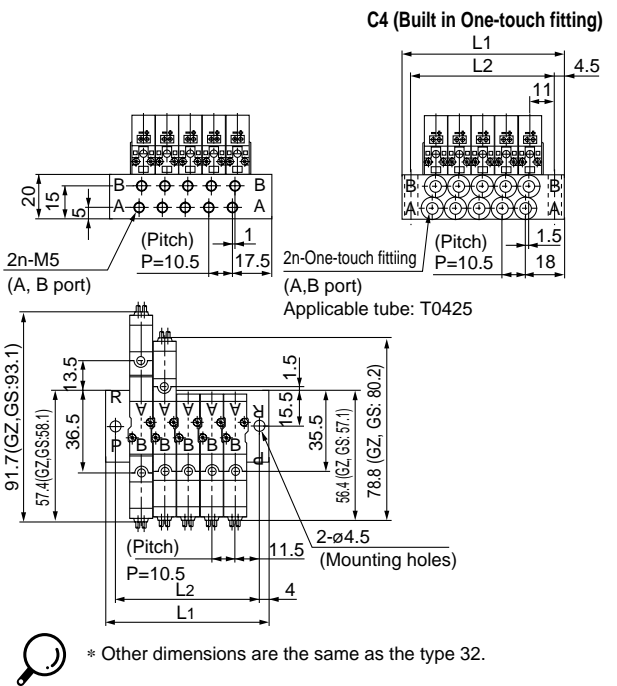 C4 (Built in One-touch fitting)
L1
L2
4.5
11
20
15
5
B
B
A
A
(Pitch)
1
P=10.5
17.5
2n-M5
(A, B port)
B
B
A
A
(Pitch)
1.5
P=10.5
18
2n-One-touch fittiing
(A,B port)
Applicable tube: T0425
91.7(GZ,GS:93.1)
57.4(GZ,GS:58.1)
13.5
36.5
R
P
A A A A A
B B B B B
R
P
1.5
15.5
35.5
56.4 (GZ, GS: 57.1)
78.8 (GZ, GS: 80.2)
2-ø4.5
(Mounting holes)
(Pitch)
P=10.5
11.5
L2
4
L1
* Other dimensions are the same as the type 32.